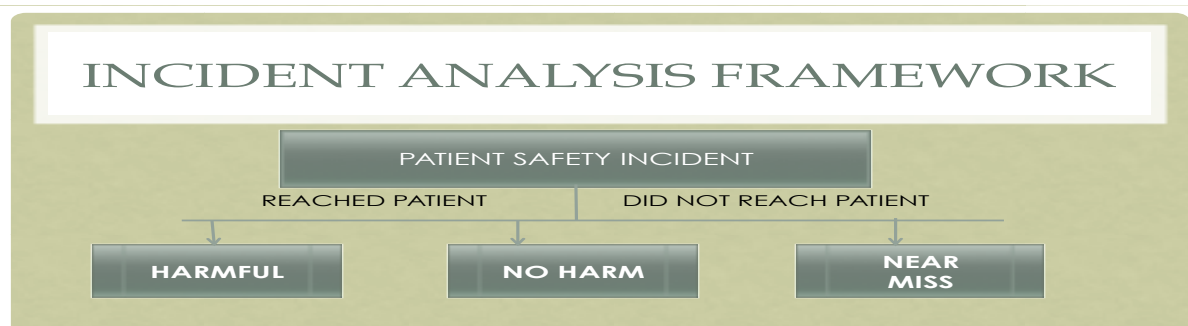 INCIDENT ANALYSIS FRAMEWORK
PATIENT SAFETY INCIDENT
REACHED PATIENT
DID NOT REACH PATIENT
HARMFUL
NO HARM
NEAR
MISS